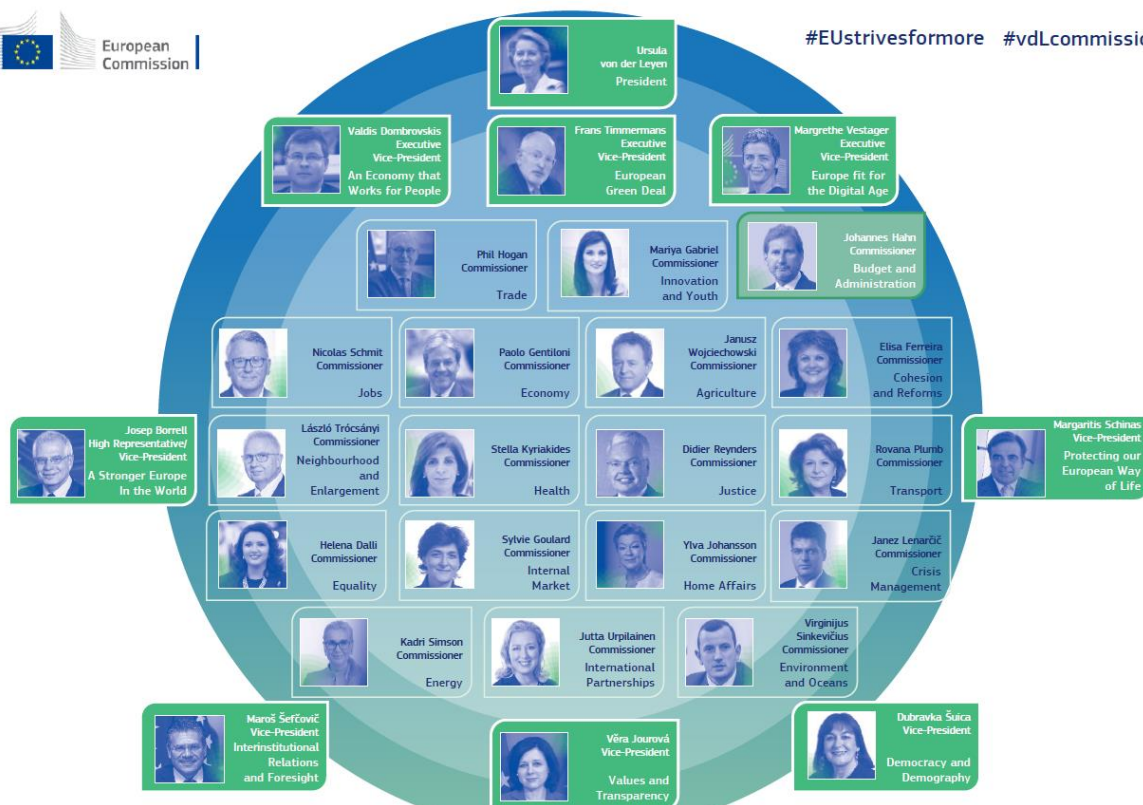 European
Commission
#EUstrivesformore #vdLcommissio
Ursula
von der Leyen
President
Valdis Dombrovskis
Executive
Vice-President
An Economy that
Works for People
Frans Timmermans
Executive
Vice-President
European
Green Deal
Margrethe Vestager
Executive
Vice-President
Europe fit for
the Digital Age
Phil Hogan
Commissioner
Trade
Mariya Gabriel
Commissioner
Innovation
and Youth
Johannes Hahn
Commissioner
Budget and
Administration
Nicolas Schmit
Commissioner
Jobs
Paolo Gentiloni
Commissioner
Economy
Janusz
Wojciechowski
Commissioner
Agriculture
Elisa Ferreira
Commissioner
Cohesion
and Reforms
Josep Borrell
High Representative/
Vice-President
A Stronger Europe
In the World
László Trócsányi
Commissioner
Neighbourhood
and
Enlargement
Stella Kyriakides
Commissioner
Health
Didier Reynders
Commissioner
Justice
Rovana Plumb
Commissioner
Transport
Margaritis Schinas
Vice-President
Protecting our
European Way
of Life
Helena Dalli
Commissioner
Equality
Sylvie Goulard
Commissioner
Internal
Market
Ylva Johansson
Commissioner
Home Affairs
Janez Lenarčič
Commissioner
Crisis
Management
Kadri Simson
Commissioner
Energy
Jutta Urpilainen
Commissioner
International
Partnerships
Virginijus
Sinkevičius
Commissioner
Environment
and Oceans
Maroš Šefčovič
Vice-President
Interinstitutional
Relations
and Foresight
Věra Jourová
Vice-President
Values and
Transparency
Dubravka Šuica
Vice-President
Democracy and
Demography